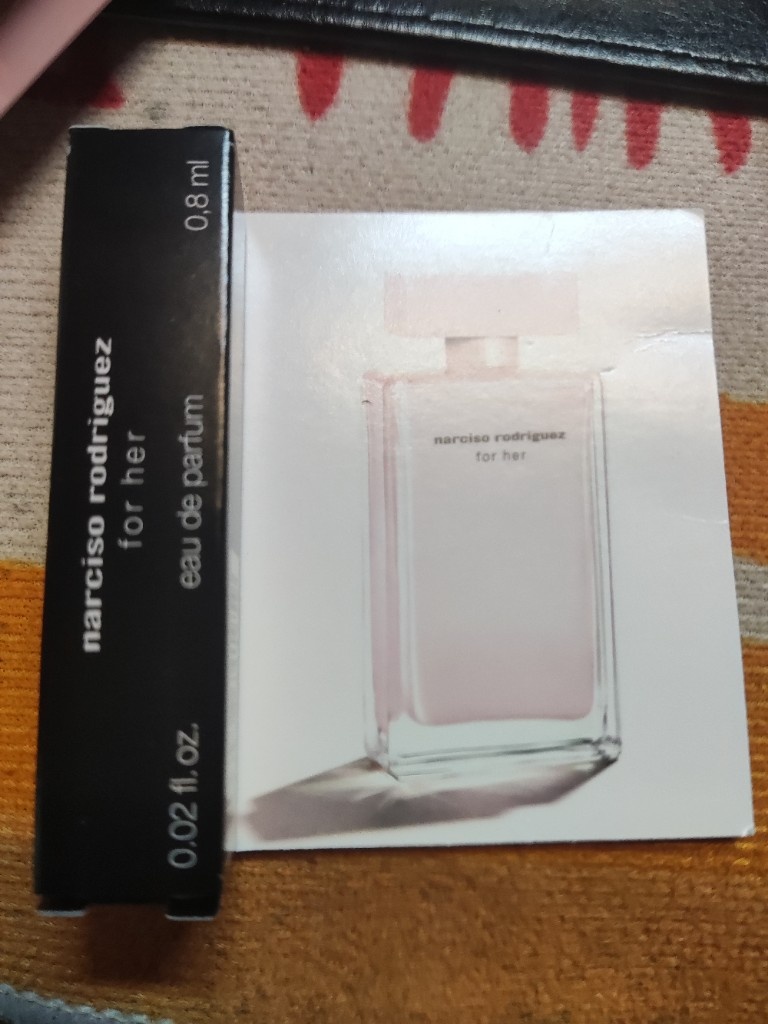 narciso rodriguez
for her
eau de parfum
0.02 fl. oz.
0,8 ml
narciso rodriguez
for her